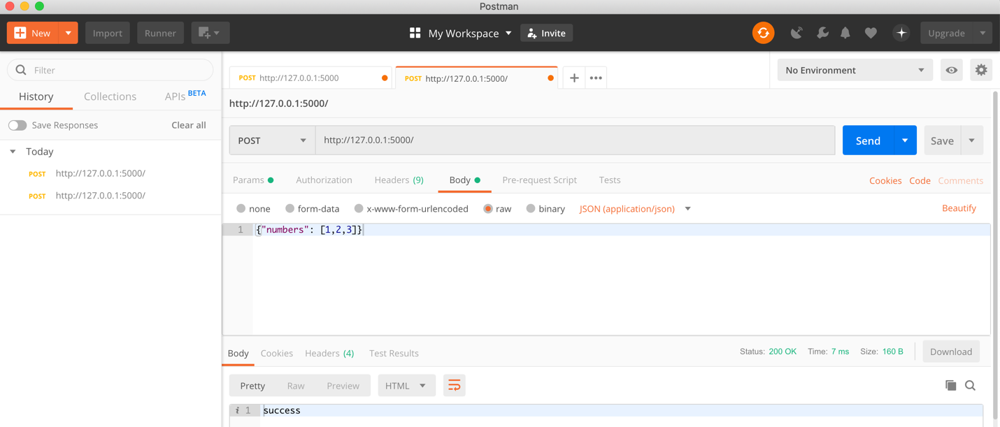 Postman
New Import Runner My Workspace Invite Upgrade
Filter
History Collections APIs BETA
Save Responses Clear all
Today
POST http://127.0.0.1:5000/
POST http://127.0.0.1:5000/
POST http://127.0.0.1:5000 POST http://127.0.0.1:5000/ + ••• No Environment
http://127.0.0.1:5000/
POST http://127.0.0.1:5000/ Send Save
Params Authorization Headers (9) Body Pre-request Script Tests Cookies Code Comments
none form-data x-www-form-urlencoded raw binary JSON (application/json) Beautify
1 {"numbers": [1,2,3]}
Body Cookies Headers (4) Test Results Status: 200 OK Time: 7 ms Size: 160 B Download
Pretty Raw Preview HTML
i 1 success